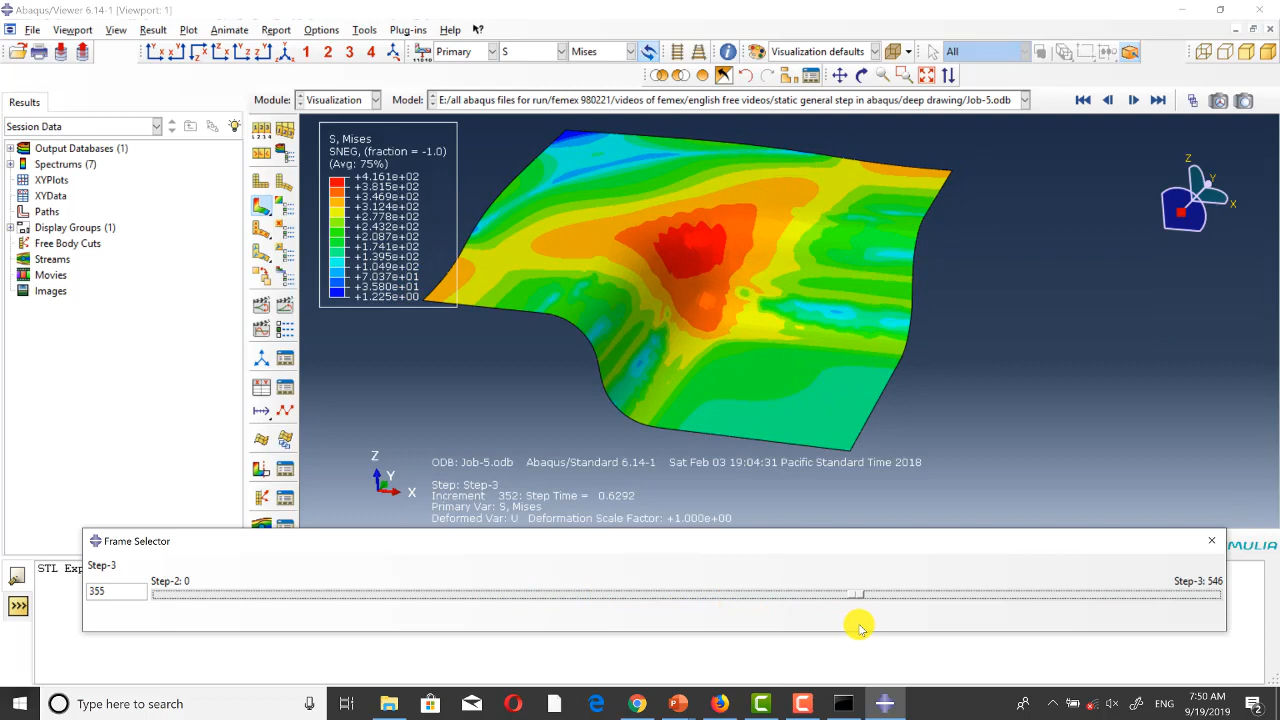 Abaqus/Viewer 6.14-1 [Viewport: 1]
File Viewport View Result Plot Animate Report Options Tools Plug-ins Help
1 2 3 4 Primary S Mises Visualization defaults All
Results
Module: Visualization Model: E:/all abaqus files for run/femex 980221/videos of femex/english free videos/static general step in abaqus/deep drawing/Job-5.odb
Session Data
Output Databases (1)
Spectrums (7)
XYPlots
XYData
Paths
Display Groups (1)
Free Body Cuts
Streams
Movies
Images
S, Mises
SNEG, (fraction = -1.0)
(Avg: 75%)
+4.161e+02
+3.815e+02
+3.469e+02
+3.124e+02
+2.778e+02
+2.432e+02
+2.087e+02
+1.741e+02
+1.395e+02
+1.049e+02
+7.037e+01
+3.580e+01
+1.225e+00
Z
Y
X
Z
Y
X
ODB: Job-5.odb Abaqus/Standard 6.14-1 Sat Feb 03 19:04:31 Pacific Standard Time 2018
Step: Step-3
Increment 352: Step Time = 0.6292
Primary Var: S, Mises
Deformed Var: U Deformation Scale Factor: +1.000e+00
Frame Selector
MULIA
STL Exp
Step-3
Step-2: 0
Step-3: 546
355
>>>
Type here to search
ENG
7:50 AM
9/19/2019
2